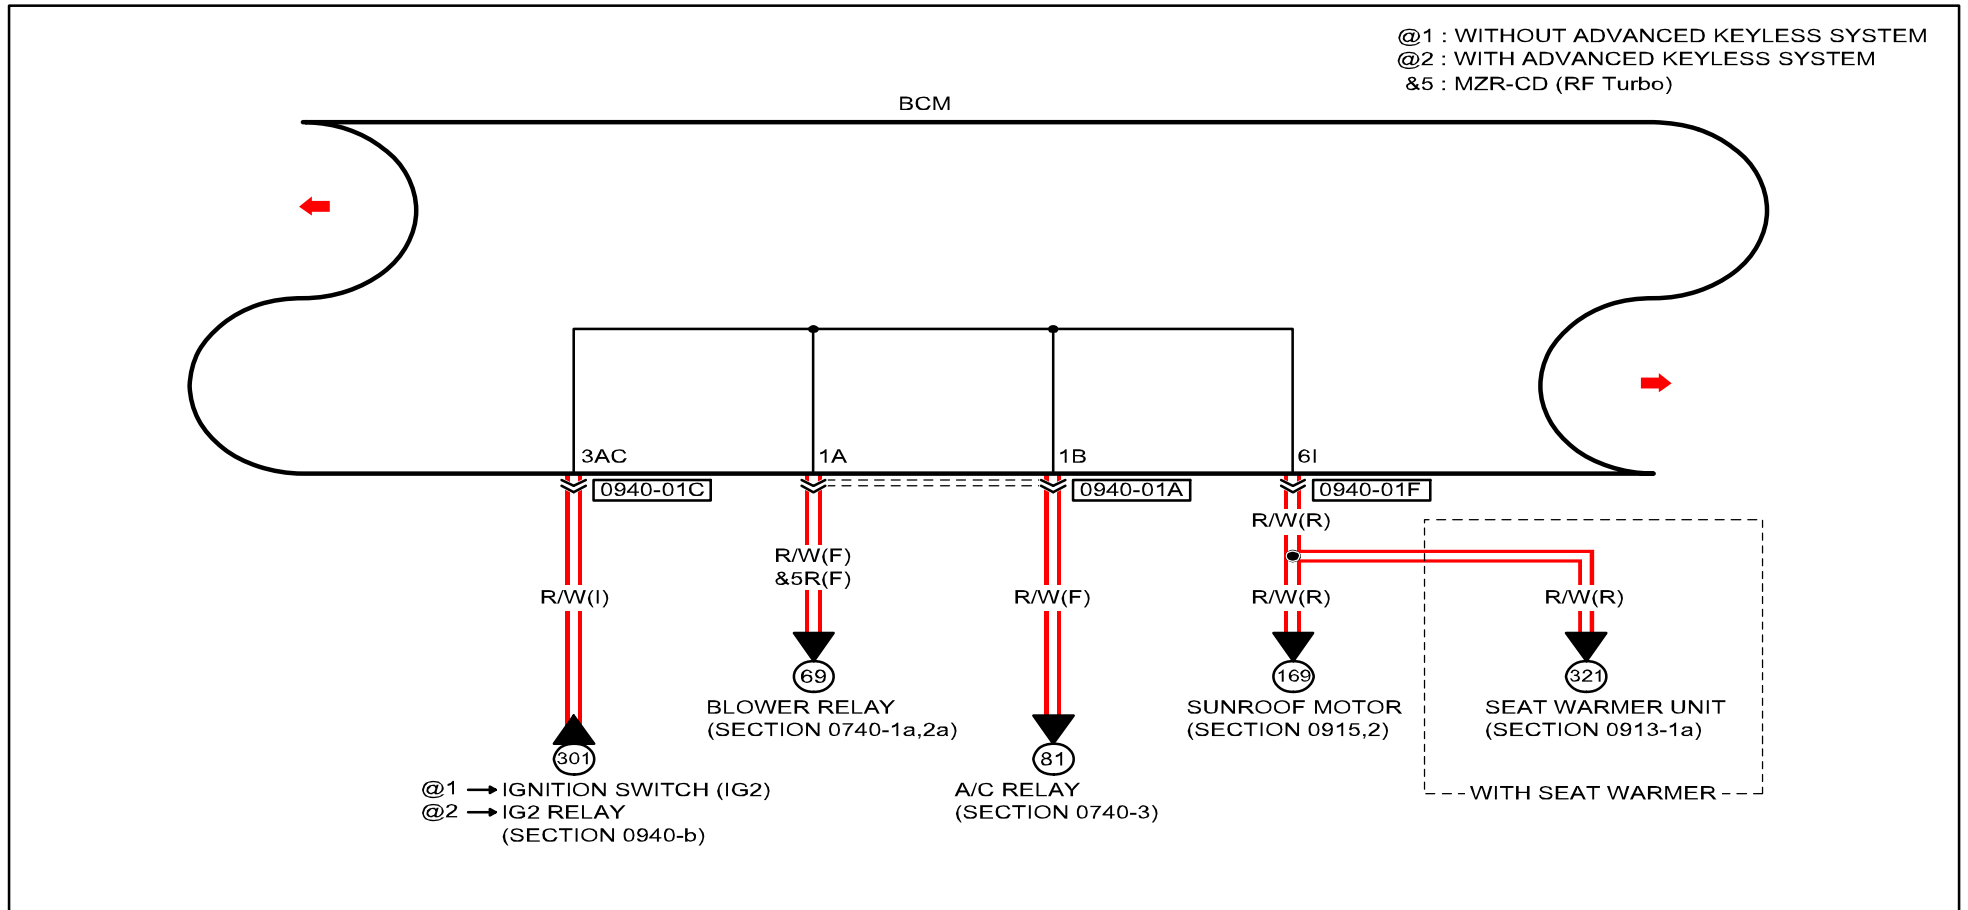 @1 : WITHOUT ADVANCED KEYLESS SYSTEM
@2 : WITH ADVANCED KEYLESS SYSTEM
&5 : MZR-CD (RF Turbo)
BCM
3AC
1A
1B
6I
0940-01C
0940-01A
0940-01F
R/W(R)
R/W(F)
&5R(F)
R/W(I)
R/W(F)
R/W(R)
R/W(R)
69
169
321
BLOWER RELAY
(SECTION 0740-1a,2a)
SUNROOF MOTOR
(SECTION 0915,2)
SEAT WARMER UNIT
(SECTION 0913-1a)
301
81
@1 → IGNITION SWITCH (IG2)
@2 → IG2 RELAY
(SECTION 0940-b)
A/C RELAY
(SECTION 0740-3)
WITH SEAT WARMER